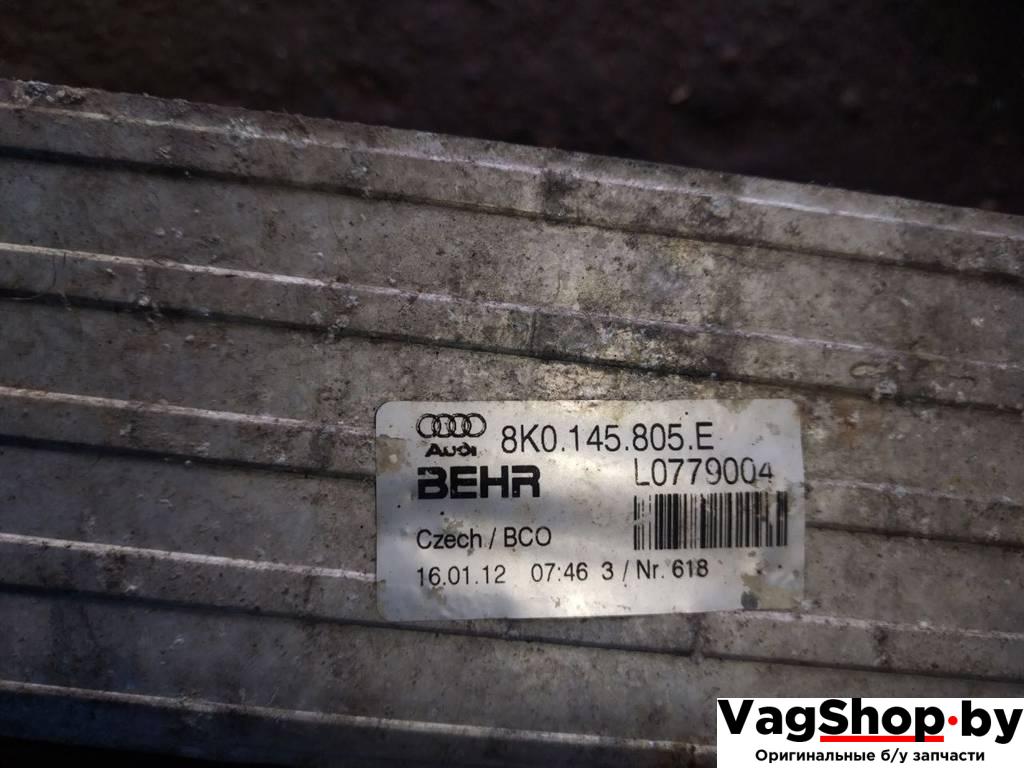 Audi 8K0.145.805.E
BEHR L0779004
Czech / BCO
16.01.12 07:46 3 / Nr. 618
VagShop.by
Оригинальные б/у запчасти